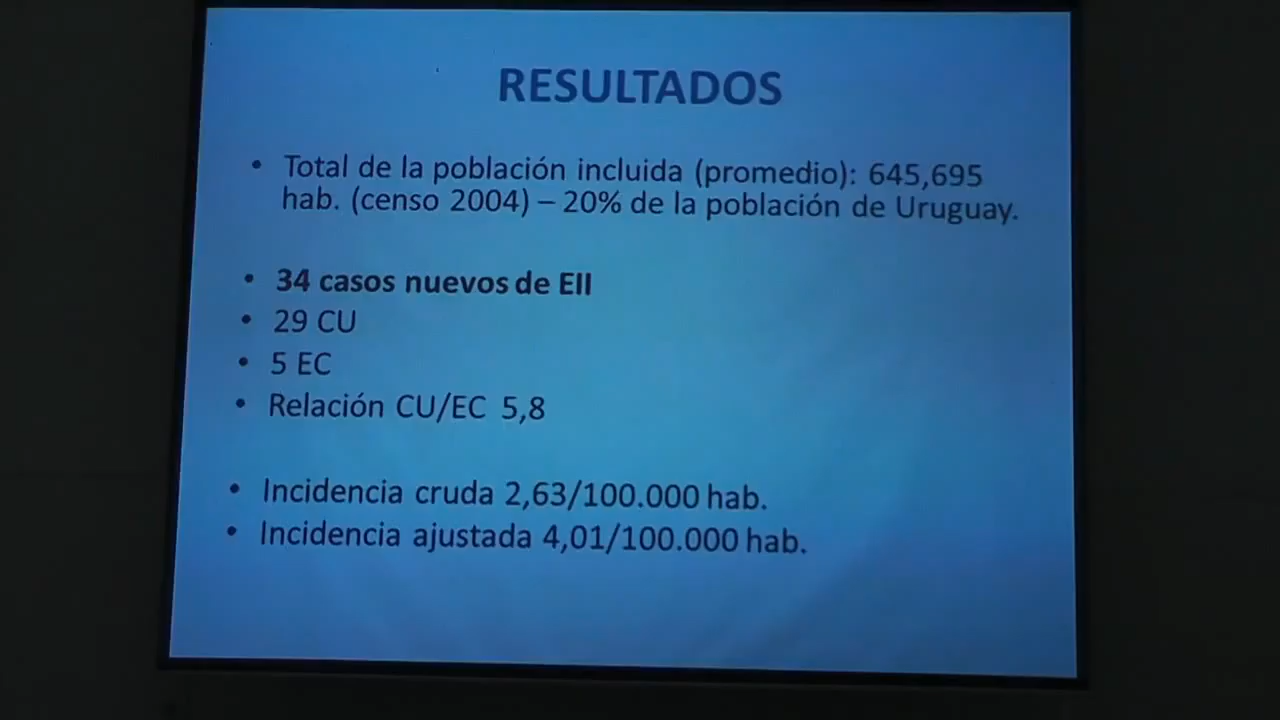 RESULTADOS
• Total de la población incluida (promedio): 645,695
hab. (censo 2004) – 20% de la población de Uruguay.
• 34 casos nuevos de EII
• 29 CU
• 5 EC
• Relación CU/EC 5,8
• Incidencia cruda 2,63/100.000 hab.
• Incidencia ajustada 4,01/100.000 hab.